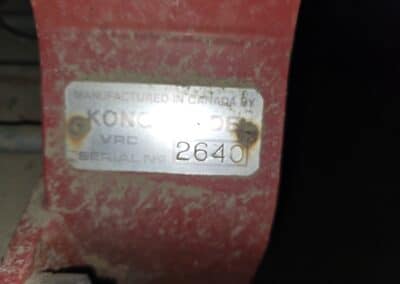 MANUFACTURED IN CANADA BY
VRC
SERIAL No 2640